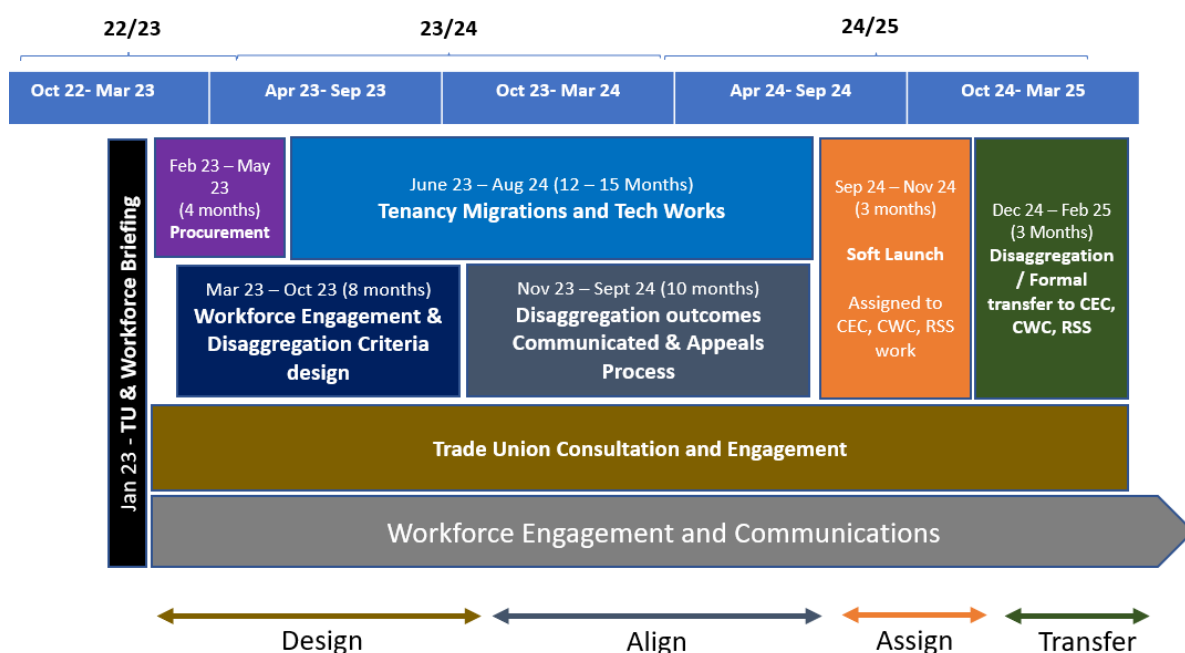 22/23
23/24
24/25
Oct 22- Mar 23
Apr 23- Sep 23
Oct 23- Mar 24
Apr 24- Sep 24
Oct 24- Mar 25
Jan 23 - TU & Workforce Briefing
Feb 23 – May
23
(4 months)
Procurement
June 23 – Aug 24 (12 – 15 Months)
Tenancy Migrations and Tech Works
Sep 24 – Nov 24
(3 months)
Soft Launch
Assigned to
CEC, CWC, RSS
work
Dec 24 – Feb 25
(3 Months)
Disaggregation
/ Formal
transfer to CEC,
CWC, RSS
Mar 23 – Oct 23 (8 months)
Workforce Engagement &
Disaggregation Criteria
design
Nov 23 – Sept 24 (10 months)
Disaggregation outcomes
Communicated & Appeals
Process
Trade Union Consultation and Engagement
Workforce Engagement and Communications
Design
Align
Assign
Transfer